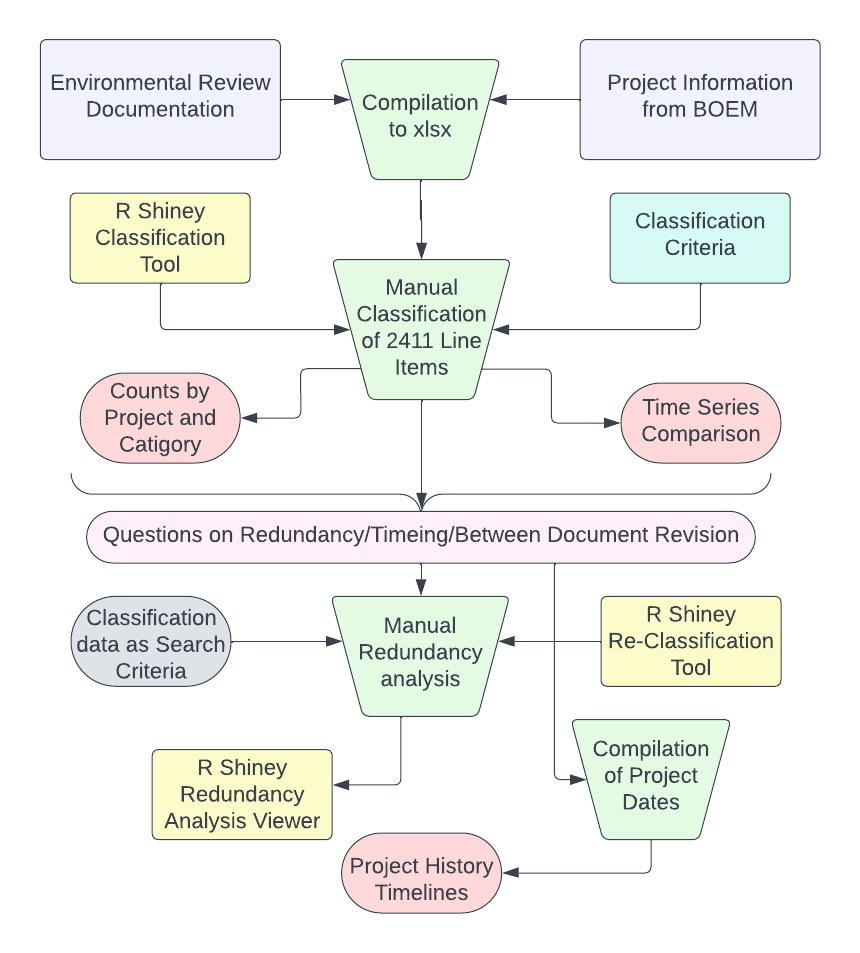 Environmental Review
Documentation
Compilation
to xlsx
Project Information
from BOEM
R Shiney
Classification
Tool
Classification
Criteria
Manual
Classification
of 2411 Line
Items
Counts by
Project and
Catigory
Time Series
Comparison
Questions on Redundancy/Timeing/Between Document Revision
Classification
data as Search
Criteria
Manual
Redundancy
analysis
R Shiney
Re-Classification
Tool
R Shiney
Redundancy
Analysis Viewer
Compilation
of Project
Dates
Project History
Timelines